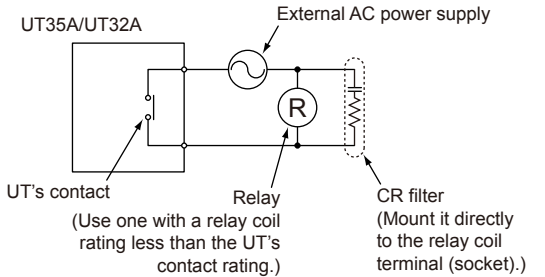 External AC power supply
UT35A/UT32A
R
UT's contact
Relay
(Use one with a relay coil
rating less than the UT's
contact rating.)
CR filter
(Mount it directly
to the relay coil
terminal (socket).)